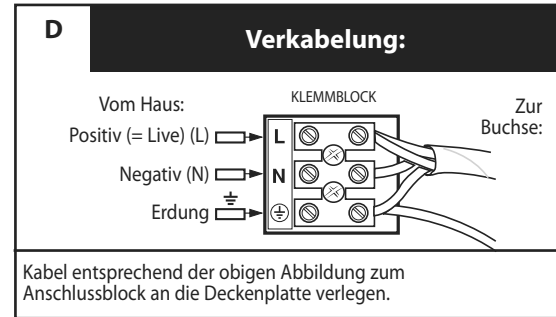 D
Verkabelung:
Vom Haus:
KLEMMBLOCK
Zur
Buchse:
Positiv (= Live) (L)
L
Negativ (N)
N
Erdung
Kabel entsprechend der obigen Abbildung zum
Anschlussblock an die Deckenplatte verlegen.